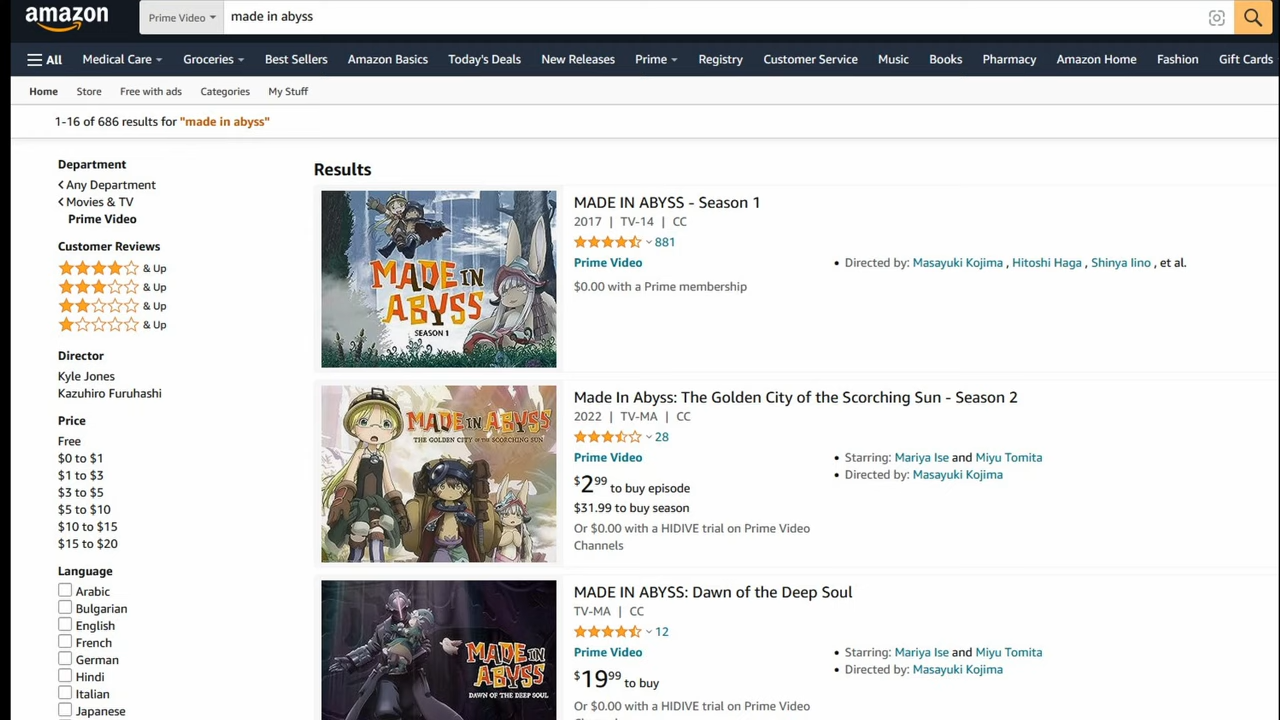 amazon
Prime Video
made in abyss
All Medical Care Groceries Best Sellers Amazon Basics Today's Deals New Releases Prime Registry Customer Service Music Books Pharmacy Amazon Home Fashion Gift Cards
Home Store Free with ads Categories My Stuff
1-16 of 686 results for "made in abyss"
Department
Any Department
Movies & TV
Prime Video
Customer Reviews
& Up
& Up
& Up
& Up
Director
Kyle Jones
Kazuhiro Furuhashi
Price
Free
$0 to $1
$1 to $3
$3 to $5
$5 to $10
$10 to $15
$15 to $20
Language
Arabic
Bulgarian
English
French
German
Hindi
Italian
Japanese
Results
MADE IN
ABYSS
SEASON 1
MADE IN ABYSS - Season 1
2017 | TV-14 | CC
881
Prime Video
$0.00 with a Prime membership
• Directed by: Masayuki Kojima , Hitoshi Haga , Shinya Iino , et al.
MADE IN ABYSS
THE GOLDEN CITY OF THE SCORCHING SUN
Made In Abyss: The Golden City of the Scorching Sun - Season 2
2022 | TV-MA | CC
28
Prime Video
$2.99 to buy episode
$31.99 to buy season
Or $0.00 with a HIDIVE trial on Prime Video
Channels
• Starring: Mariya Ise and Miyu Tomita
• Directed by: Masayuki Kojima
MADE IN
ABYSS
DAWN OF THE DEEP SOUL
MADE IN ABYSS: Dawn of the Deep Soul
TV-MA | CC
12
Prime Video
$19.99 to buy
Or $0.00 with a HIDIVE trial on Prime Video
• Starring: Mariya Ise and Miyu Tomita
• Directed by: Masayuki Kojima